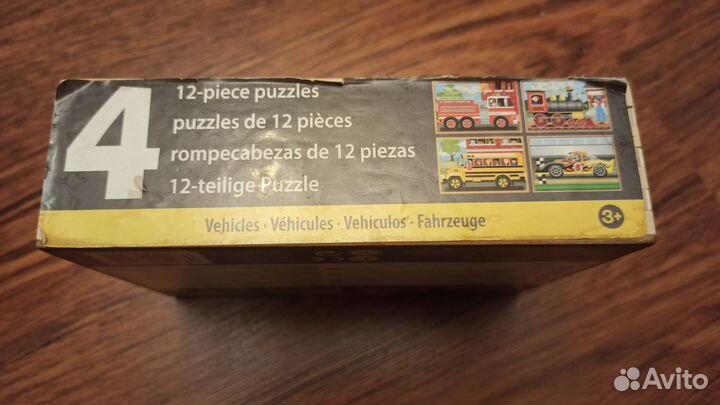 4
12-piece puzzles
puzzles de 12 pièces
rompecabezas de 12 piezas
12-teilige Puzzle
Vehicles · Véhicules · Vehículos · Fahrzeuge
3+
Avito